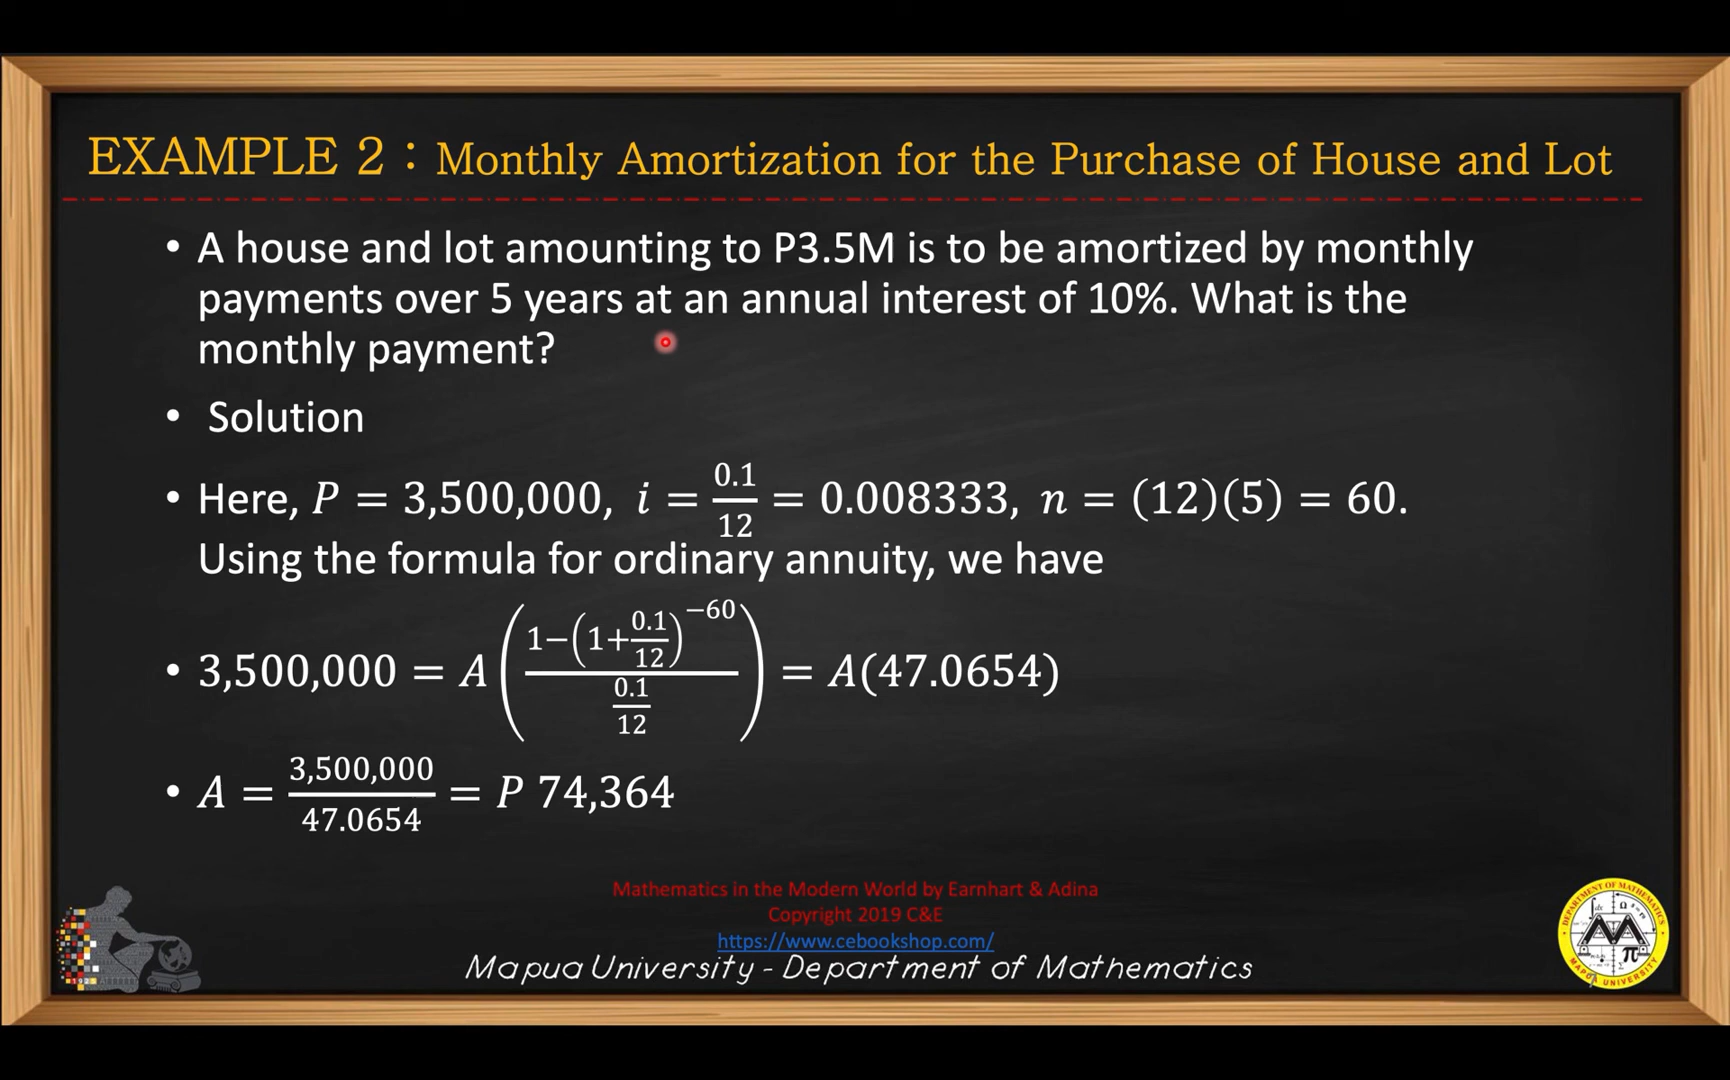 EXAMPLE 2 : Monthly Amortization for the Purchase of House and Lot
• A house and lot amounting to P3.5M is to be amortized by monthly
payments over 5 years at an annual interest of 10%. What is the
monthly payment?
• Solution
• Here, P = 3,500,000, i = 0.1/12 = 0.008333, n = (12)(5) = 60.
Using the formula for ordinary annuity, we have
• 3,500,000 = A((1−(1+0.1/12)^−60)/(0.1/12)) = A(47.0654)
• A = 3,500,000/47.0654 = P 74,364
Mathematics in the Modern World by Earnhart & Adina
Copyright 2019 C&E
https://www.cebookshop.com/
Mapua University - Department of Mathematics
DEPARTMENT OF MATHEMATICS
MAPUA UNIVERSITY